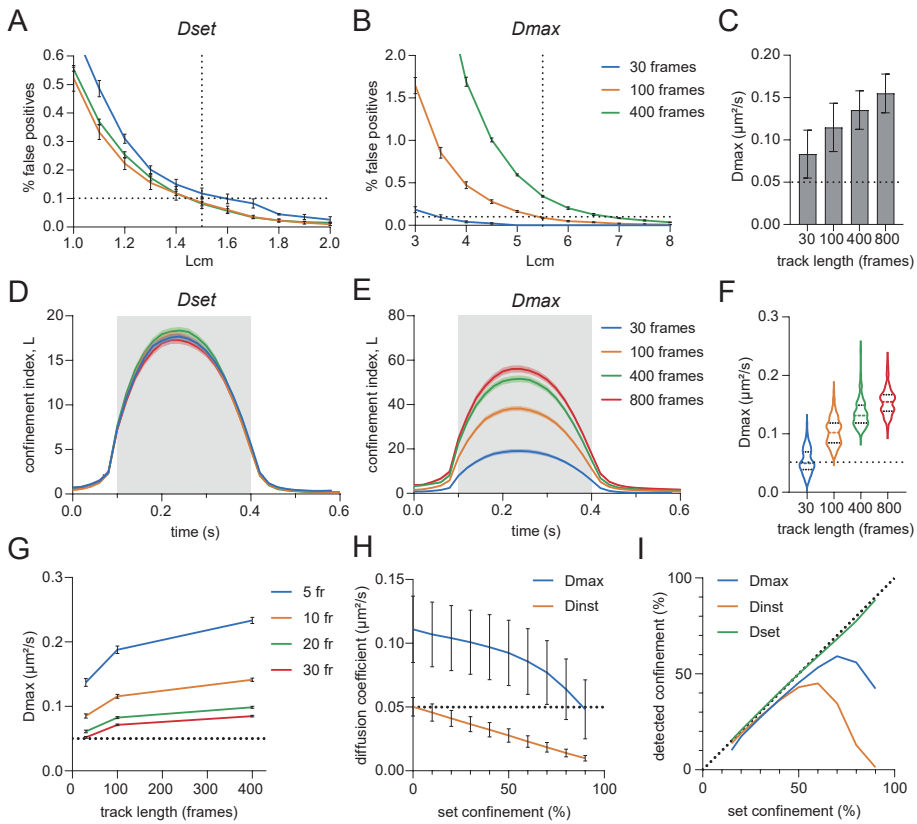 A
Dset
0.6
0.5
0.4
0.3
0.2
0.1
0.0
% false positives
1.0 1.2 1.4 1.6 1.8 2.0
Lcm
B
Dmax
2.0
1.5
1.0
0.5
0.0
% false positives
3 4 5 6 7 8
Lcm
30 frames
100 frames
400 frames
C
0.20
0.15
0.10
0.05
0.00
Dmax (μm²/s)
30 100 400 800
track length (frames)
D
Dset
20
15
10
5
0
confinement index, L
0.0 0.2 0.4 0.6
time (s)
E
Dmax
80
60
40
20
0
confinement index, L
0.0 0.2 0.4 0.6
time (s)
30 frames
100 frames
400 frames
800 frames
F
0.3
0.2
0.1
0.0
Dmax (μm²/s)
30 100 400 800
track length (frames)
G
0.3
0.2
0.1
0.0
Dmax (μm²/s)
0 100 200 300 400
track length (frames)
5 fr
10 fr
20 fr
30 fr
H
0.15
0.10
0.05
0.00
diffusion coefficient (μm²/s)
0 50 100
set confinement (%)
Dmax
Dinst
I
100
50
0
detected confinement (%)
0 50 100
set confinement (%)
Dmax
Dinst
Dset